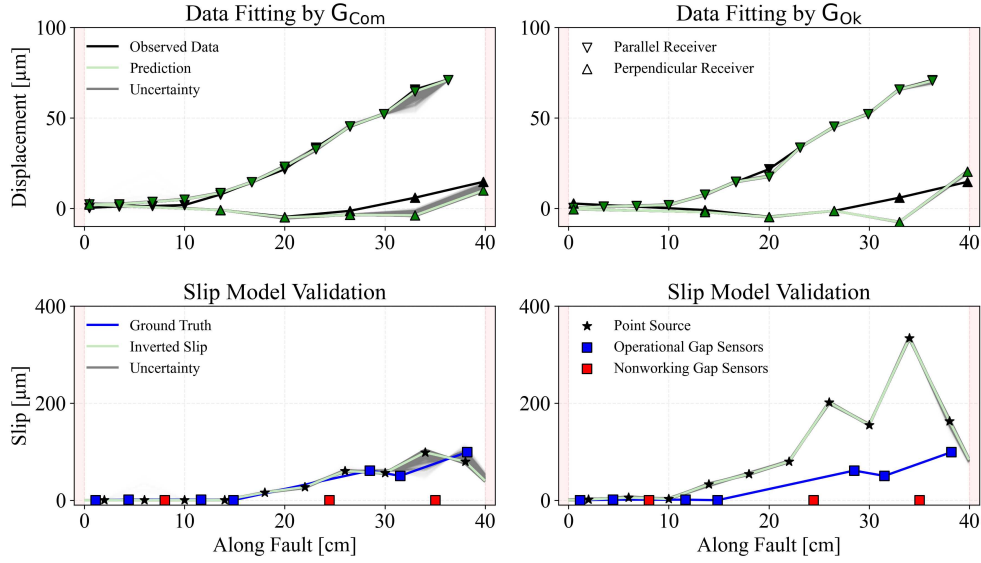 Data Fitting by G_Com
100
50
0
Displacement [μm]
Observed Data
Prediction
Uncertainty
0
10
20
30
40
Data Fitting by G_Ok
100
50
0
Parallel Receiver
Perpendicular Receiver
0
10
20
30
40
Slip Model Validation
400
200
0
Slip [μm]
Ground Truth
Inverted Slip
Uncertainty
0
10
20
30
40
Along Fault [cm]
Slip Model Validation
400
200
0
Point Source
Operational Gap Sensors
Nonworking Gap Sensors
0
10
20
30
40
Along Fault [cm]